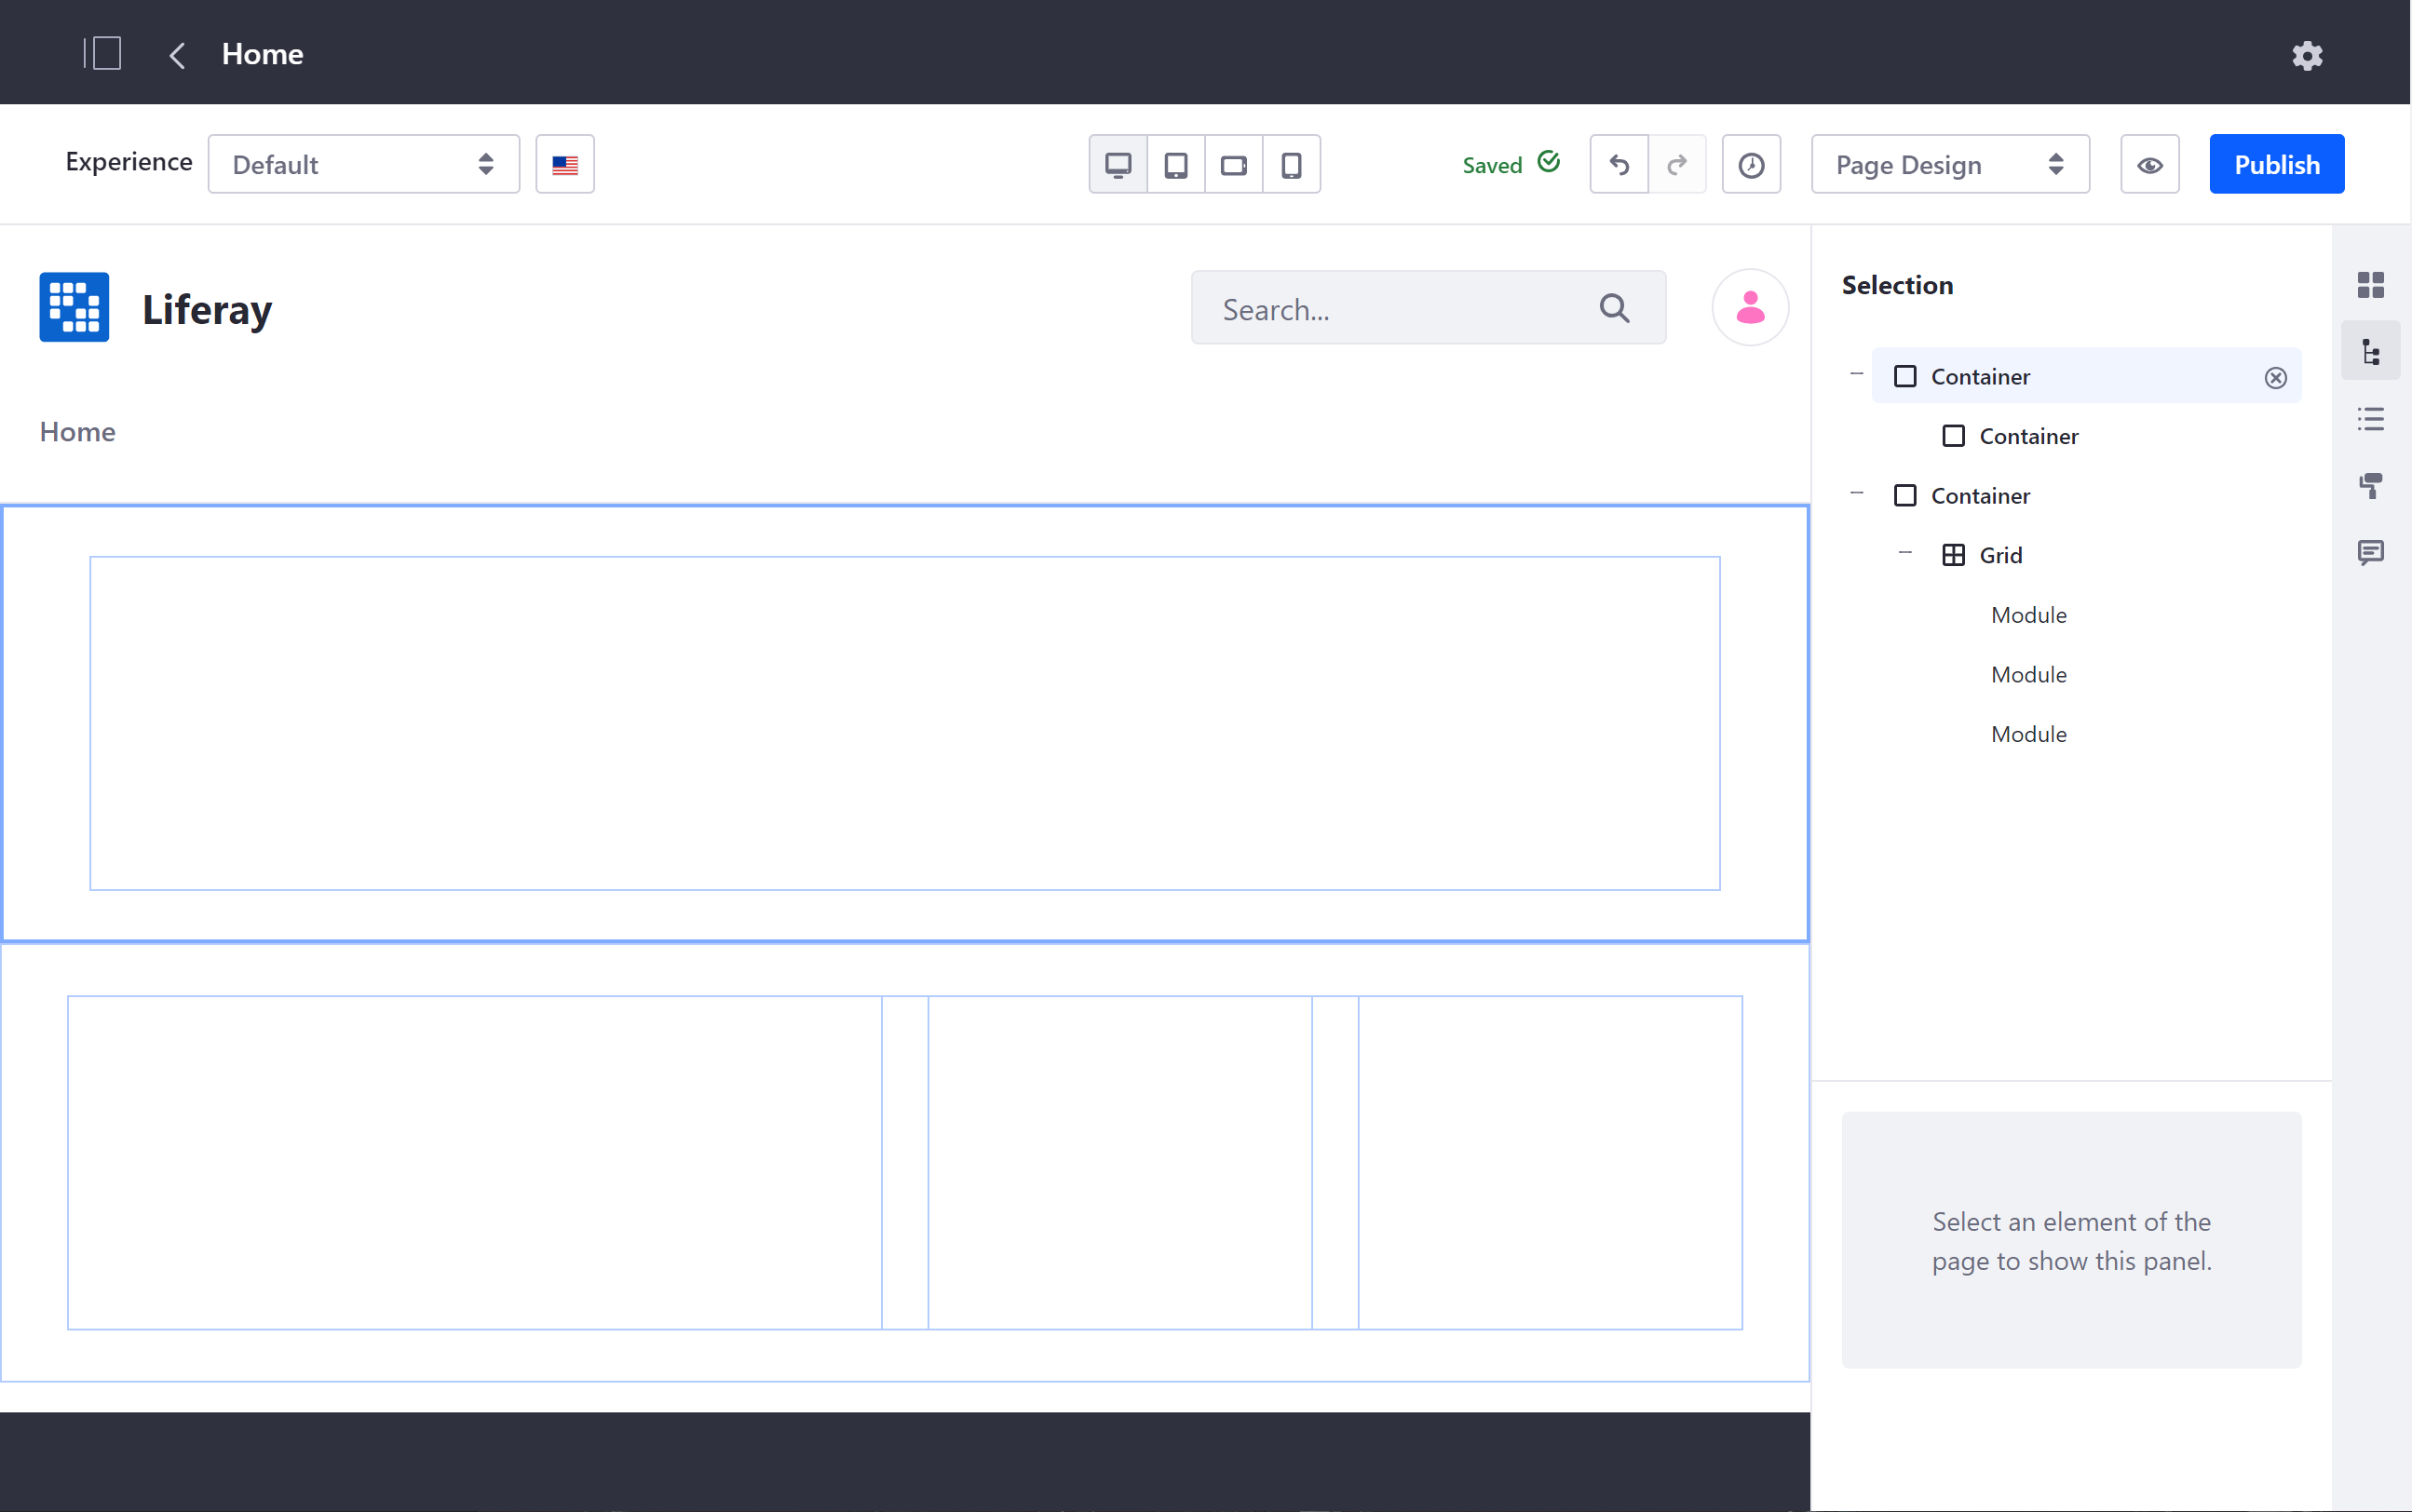 Home
Experience
Default
Saved
Page Design
Publish
Liferay
Search...
Home
Selection
Container
Container
Container
Grid
Module
Module
Module
Select an element of the
page to show this panel.